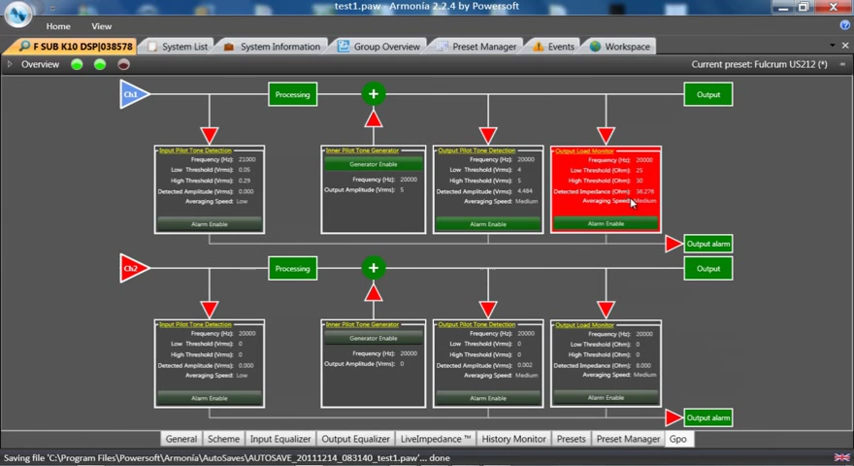 test1.paw - Armonía 2.2.4 by Powersoft
Home View
F SUB K10 DSP|038578 System List System Information Group Overview Preset Manager Events Workspace
Overview Current preset: Fulcrum US212 (*)
Ch1 Processing + Output
Input Pilot Tone Detection
Frequency (Hz): 21000
Low Threshold (Vrms): 0.05
High Threshold (Vrms): 0.29
Detected Amplitude (Vrms): 0.000
Averaging Speed: Low
Alarm Enable
Inner Pilot Tone Generator
Generator Enable
Frequency (Hz): 20000
Output Amplitude (Vrms): 5
Output Pilot Tone Detection
Frequency (Hz): 20000
Low Threshold (Vrms): 4
High Threshold (Vrms): 5
Detected Amplitude (Vrms): 4.484
Averaging Speed: Medium
Alarm Enable
Output Load Monitor
Frequency (Hz): 20000
Low Threshold (Ohm): 25
High Threshold (Ohm): 30
Detected Impedance (Ohm): 38.276
Averaging Speed: Medium
Alarm Enable
Output alarm
Ch2 Processing + Output
Input Pilot Tone Detection
Frequency (Hz): 20000
Low Threshold (Vrms): 0
High Threshold (Vrms): 0
Detected Amplitude (Vrms): 0.000
Averaging Speed: Low
Alarm Enable
Inner Pilot Tone Generator
Generator Enable
Frequency (Hz): 20000
Output Amplitude (Vrms): 0
Output Pilot Tone Detection
Frequency (Hz): 20000
Low Threshold (Vrms): 0
High Threshold (Vrms): 0
Detected Amplitude (Vrms): 0.002
Averaging Speed: Medium
Alarm Enable
Output Load Monitor
Frequency (Hz): 20000
Low Threshold (Ohm): 0
High Threshold (Ohm): 0
Detected Impedance (Ohm): 8.000
Averaging Speed: Medium
Alarm Enable
Output alarm
General Scheme Input Equalizer Output Equalizer LiveImpedance ™ History Monitor Presets Preset Manager Gpo
Saving file 'C:\Program Files\Powersoft\Armonía\AutoSaves\AUTOSAVE_20111214_083140_test1.paw'... done